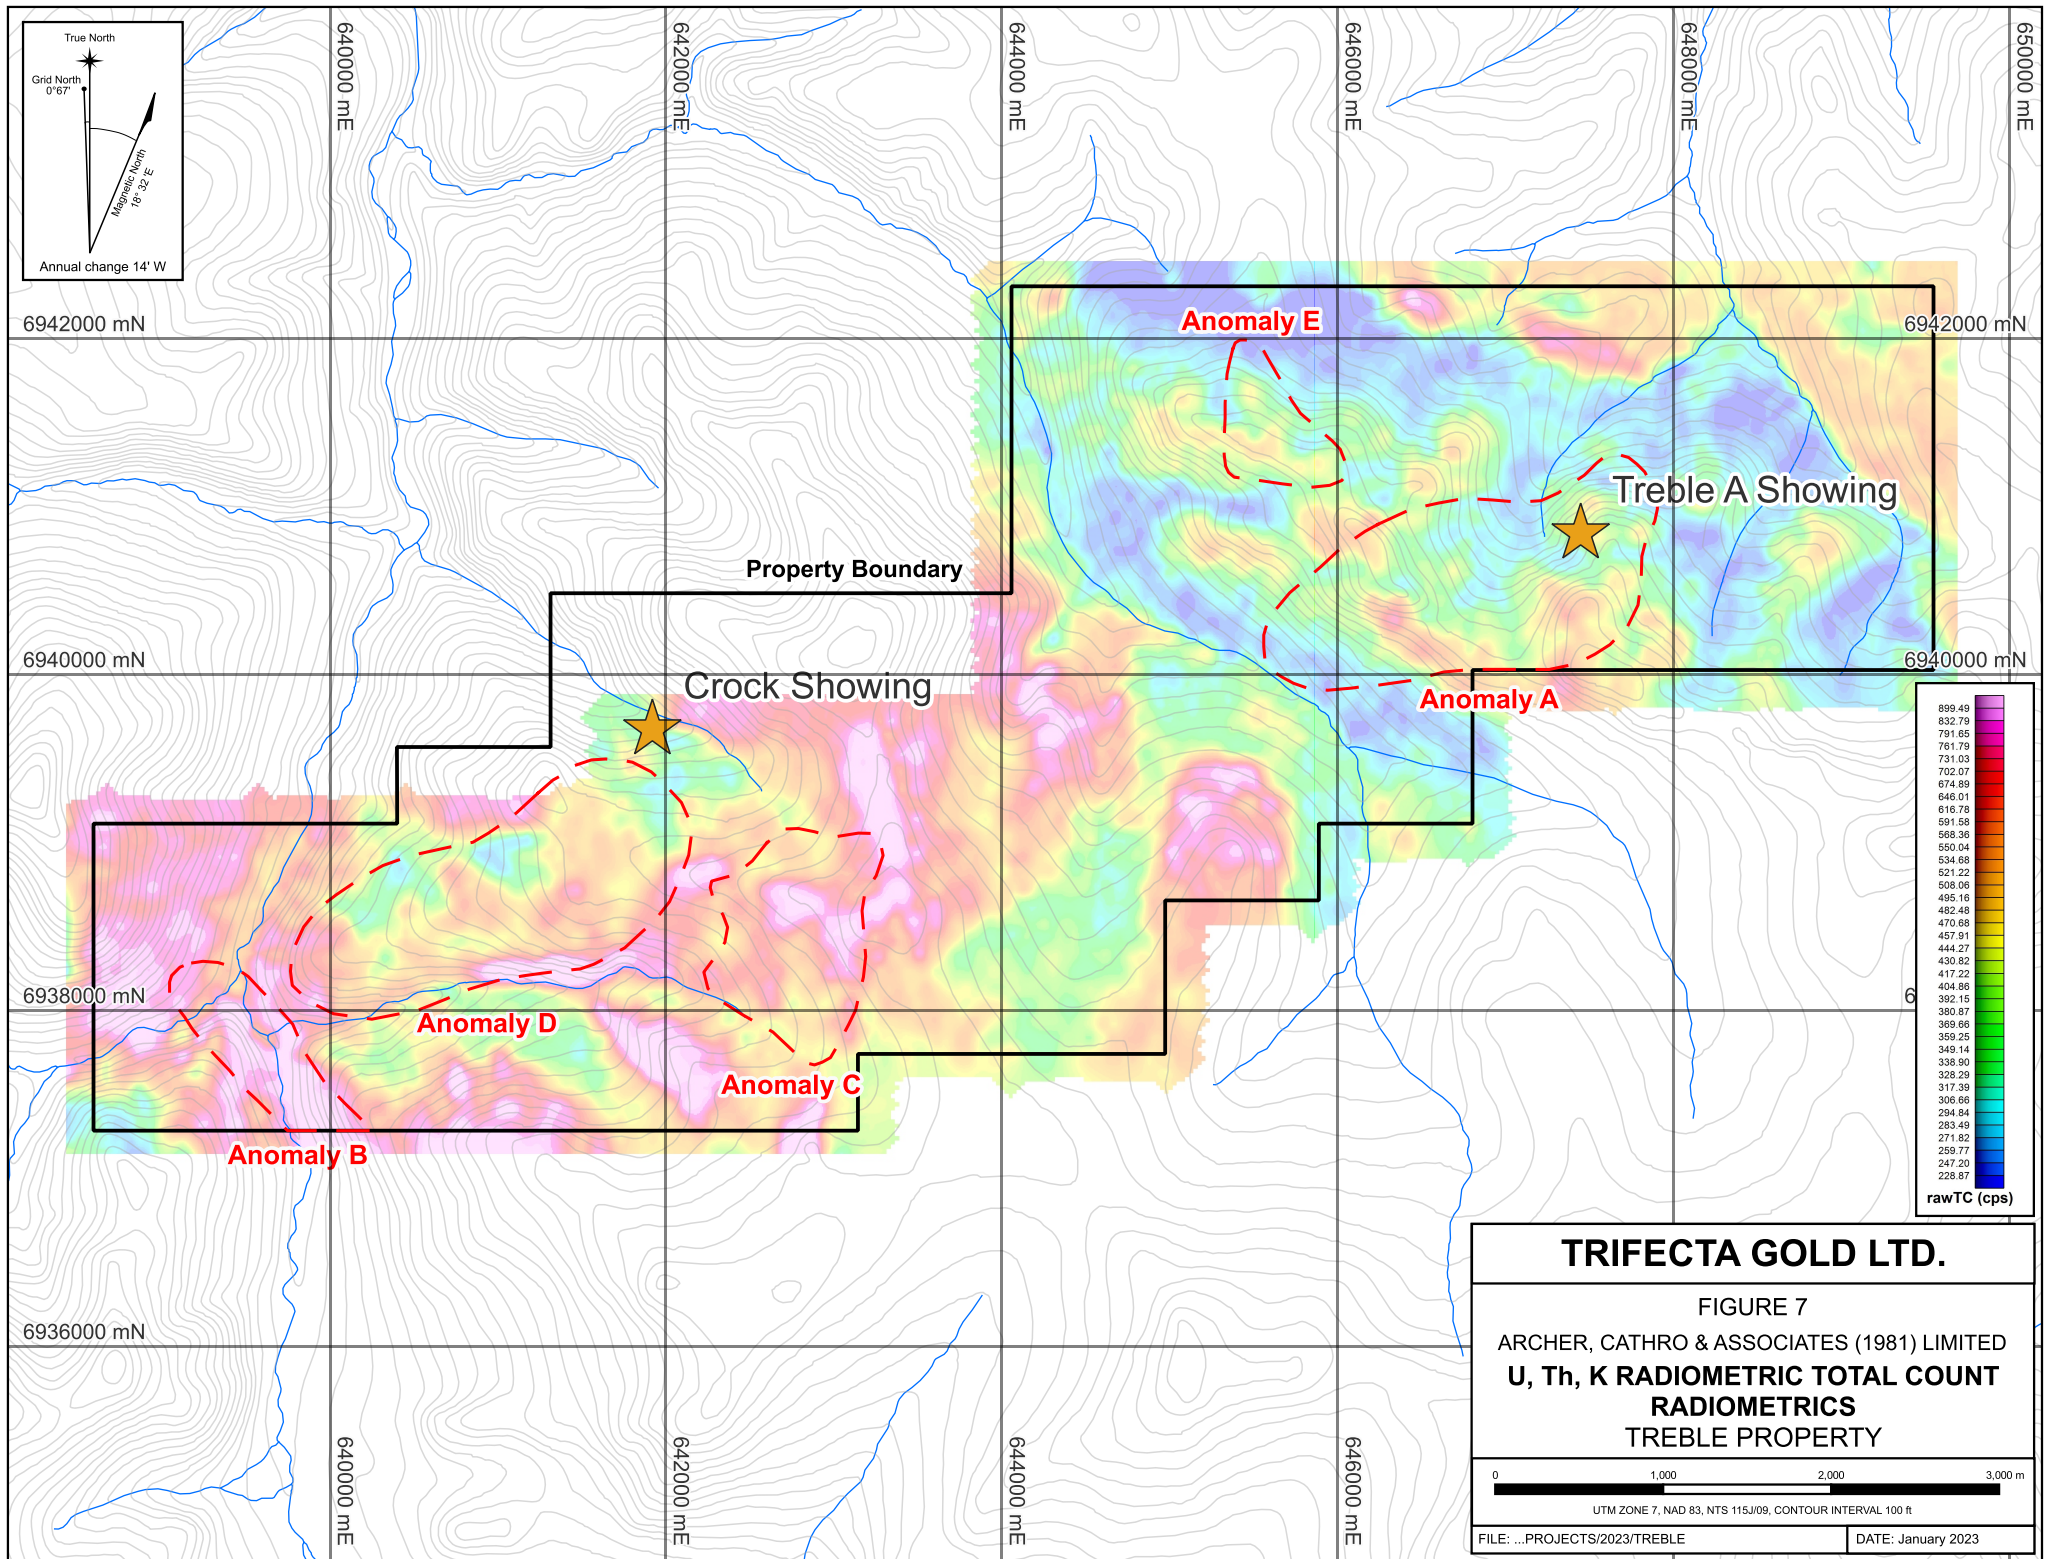 True North
Grid North
0°67'
Magnetic North
18° 32 'E
Annual change 14' W
640000 mE
642000 mE
644000 mE
646000 mE
648000 mE
650000 mE
6942000 mN
6942000 mN
Anomaly E
Treble A Showing
Property Boundary
6940000 mN
6940000 mN
Crock Showing
Anomaly A
6938000 mN
6
Anomaly D
Anomaly C
Anomaly B
899.49
832.79
791.65
761.79
731.03
702.07
674.89
646.01
616.78
591.58
568.36
550.04
534.68
521.22
508.06
495.16
482.48
470.68
457.91
444.27
430.82
417.22
404.86
392.15
380.87
369.66
359.25
349.14
338.90
328.29
317.39
306.66
294.84
283.49
271.82
259.77
247.20
228.87
rawTC (cps)
6936000 mN
640000 mE
642000 mE
644000 mE
646000 mE
TRIFECTA GOLD LTD.
FIGURE 7
ARCHER, CATHRO & ASSOCIATES (1981) LIMITED
U, Th, K RADIOMETRIC TOTAL COUNT
RADIOMETRICS
TREBLE PROPERTY
0 1,000 2,000 3,000 m
UTM ZONE 7, NAD 83, NTS 115J/09, CONTOUR INTERVAL 100 ft
FILE: ...PROJECTS/2023/TREBLE
DATE: January 2023